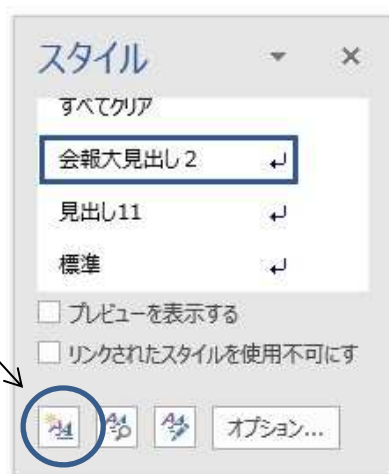 スタイル
すべてクリア
会報大見出し2
見出し11
標準
プレビューを表示する
リンクされたスタイルを使用不可にす
オプション...